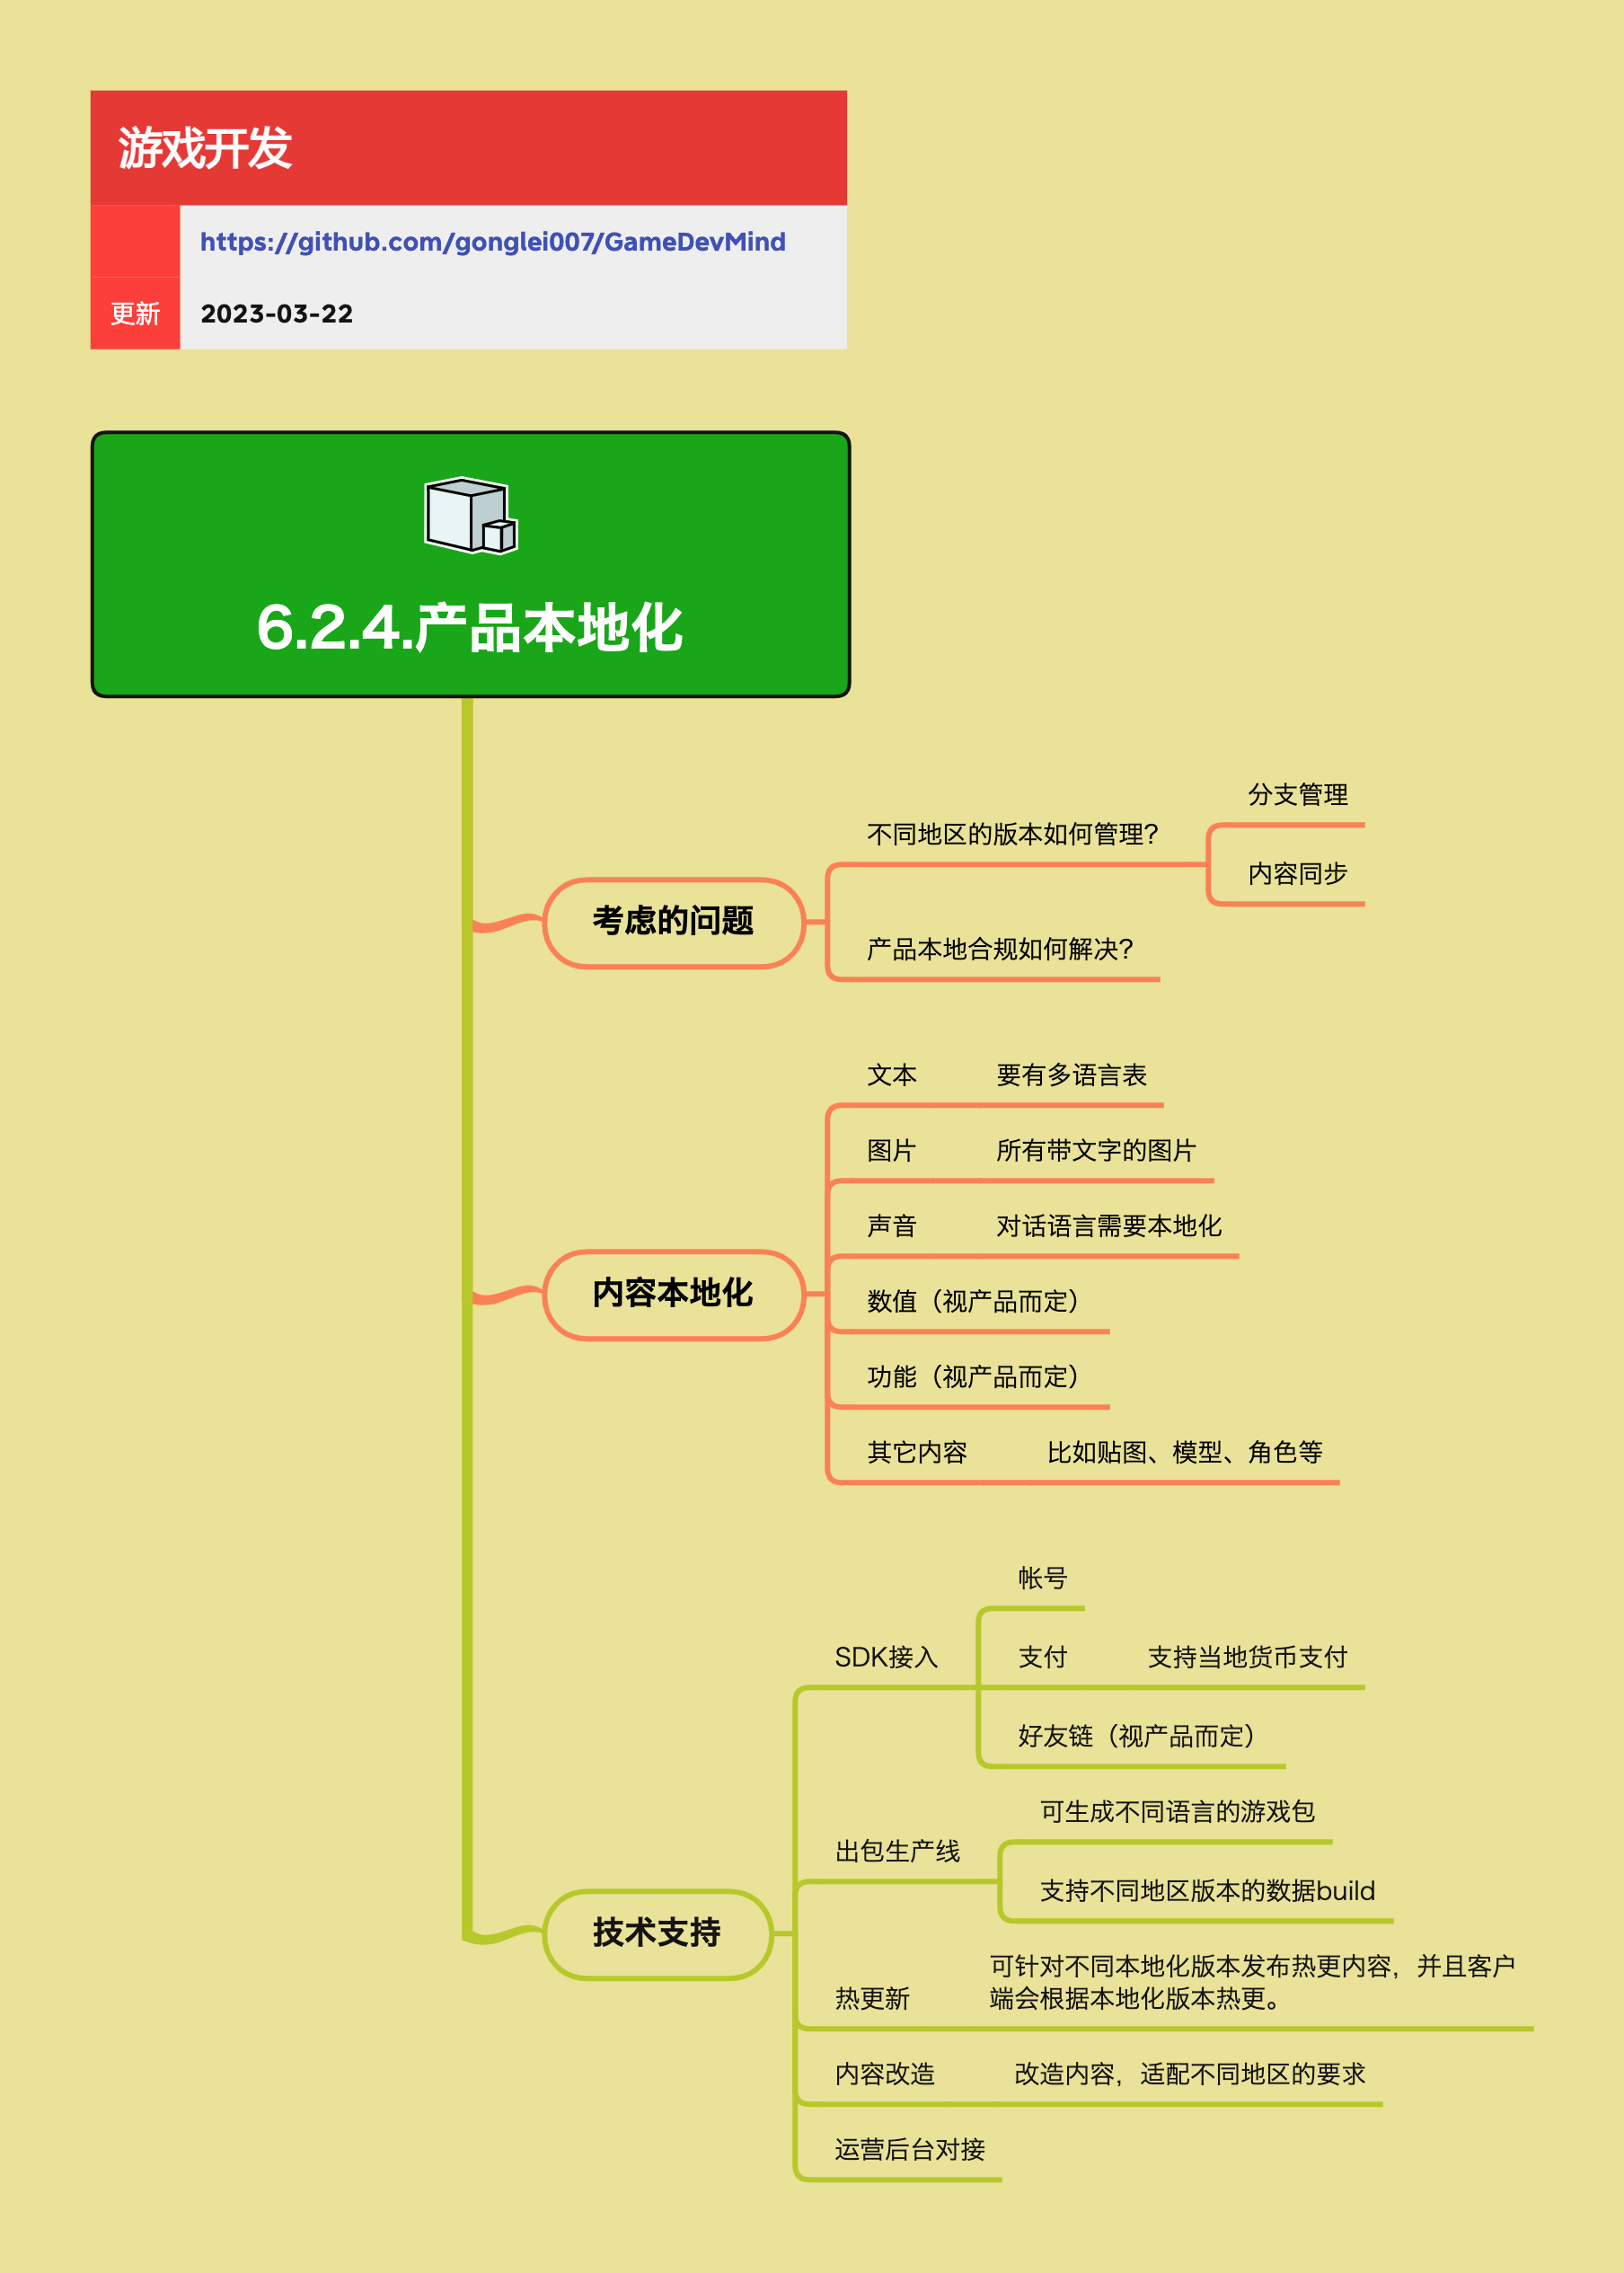 游戏开发
https://github.com/gonglei007/GameDevMind
更新
2023-03-22
6.2.4.产品本地化
考虑的问题
不同地区的版本如何管理?
分支管理
内容同步
产品本地合规如何解决?
内容本地化
文本
要有多语言表
图片
所有带文字的图片
声音
对话语言需要本地化
数值（视产品而定）
功能（视产品而定）
其它内容
比如贴图、模型、角色等
技术支持
SDK接入
帐号
支付
支持当地货币支付
好友链（视产品而定）
出包生产线
可生成不同语言的游戏包
支持不同地区版本的数据build
热更新
可针对不同本地化版本发布热更内容，并且客户
端会根据本地化版本热更。
内容改造
改造内容，适配不同地区的要求
运营后台对接